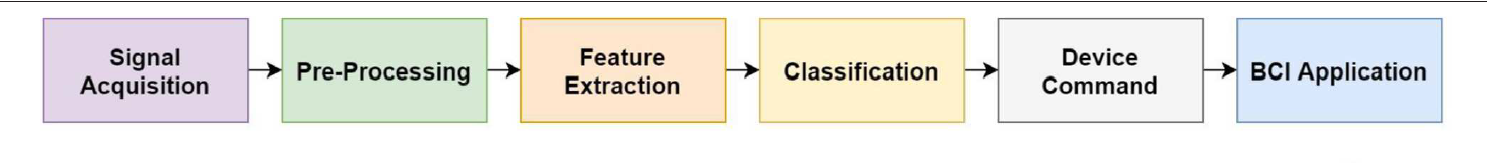 Signal
Acquisition
Pre-Processing
Feature
Extraction
Classification
Device
Command
BCI Application